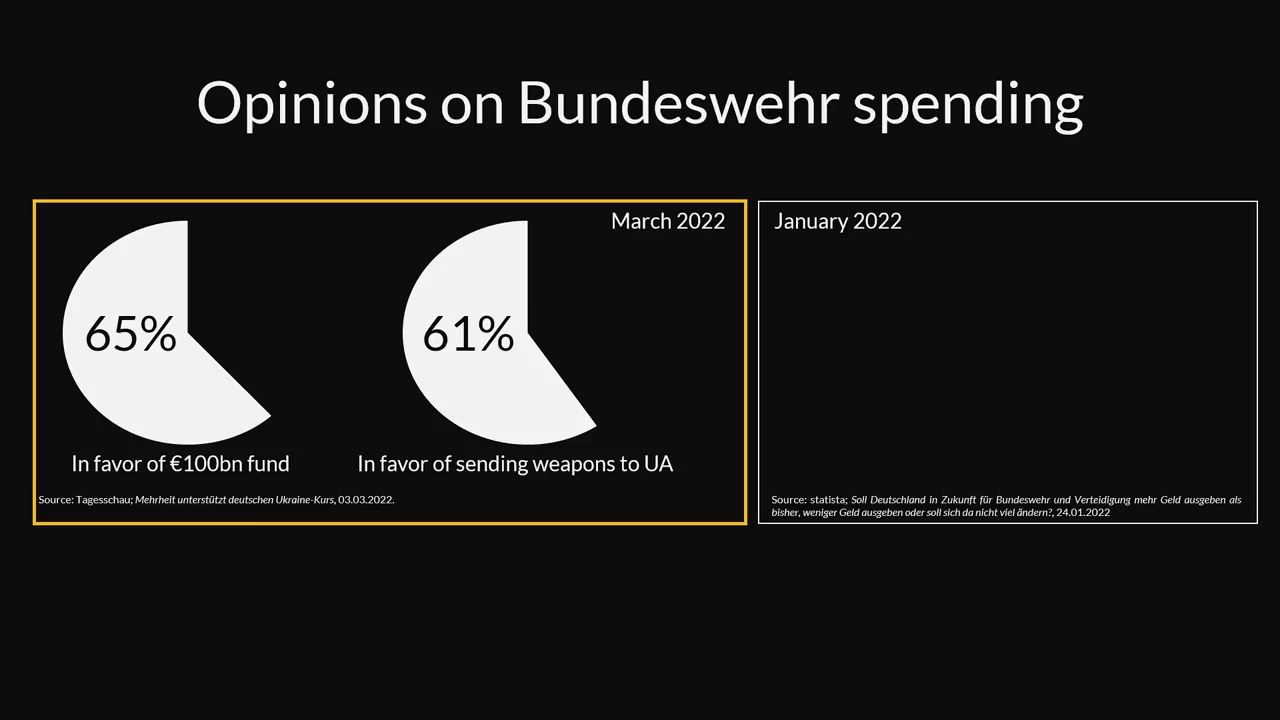 Opinions on Bundeswehr spending
March 2022
65%
61%
In favor of €100bn fund
In favor of sending weapons to UA
Source: Tagesschau; Mehrheit unterstützt deutschen Ukraine-Kurs, 03.03.2022.
January 2022
Source: statista; Soll Deutschland in Zukunft für Bundeswehr und Verteidigung mehr Geld ausgeben als
bisher, weniger Geld ausgeben oder soll sich da nicht viel ändern?, 24.01.2022